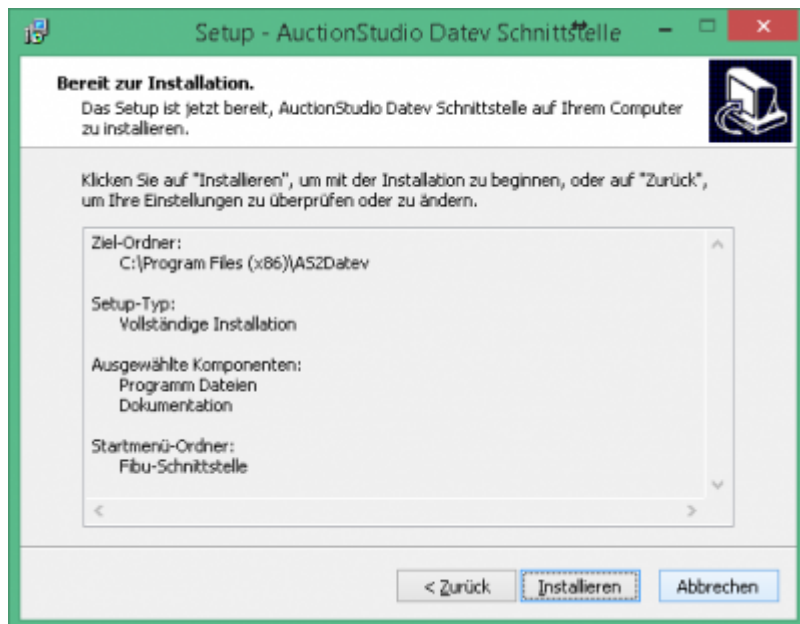 Setup - AuctionStudio Datev Schnittstelle
Bereit zur Installation.
Das Setup ist jetzt bereit, AuctionStudio Datev Schnittstelle auf Ihrem Computer
zu installieren.
Klicken Sie auf "Installieren", um mit der Installation zu beginnen, oder auf "Zurück",
um Ihre Einstellungen zu überprüfen oder zu ändern.
Ziel-Ordner:
C:\Program Files (x86)\AS2Datev
Setup-Typ:
Vollständige Installation
Ausgewählte Komponenten:
Programm Dateien
Dokumentation
Startmenü-Ordner:
Fibu-Schnittstelle
< Zurück
Installieren
Abbrechen